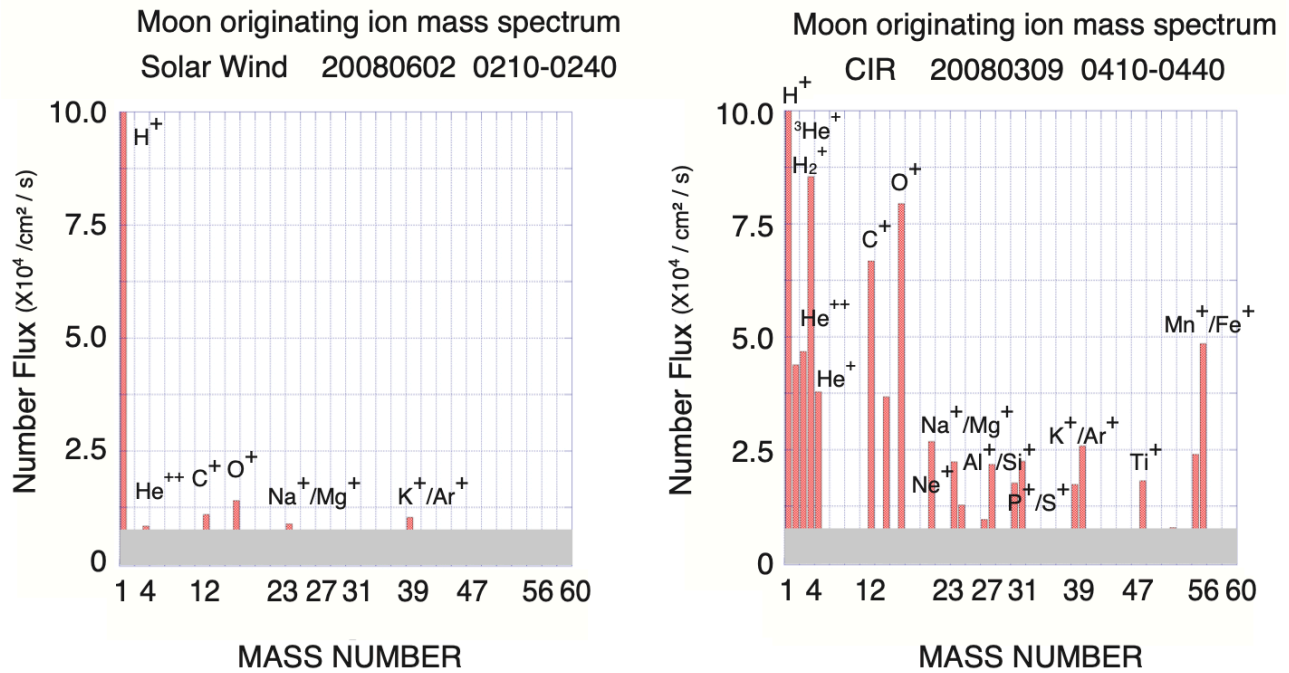 Moon originating ion mass spectrum
Solar Wind 20080602 0210-0240
10.0
7.5
5.0
2.5
0
Number Flux (X10⁴ /cm² / s)
H⁺
He⁺⁺
C⁺
O⁺
Na⁺/Mg⁺
K⁺/Ar⁺
1 4 12 23 27 31 39 47 56 60
MASS NUMBER
Moon originating ion mass spectrum
CIR 20080309 0410-0440
10.0
7.5
5.0
2.5
0
Number Flux (X10⁴ / cm² / s)
H⁺
³He⁺
H₂⁺
O⁺
C⁺
He⁺⁺
Mn⁺/Fe⁺
He⁺
Na⁺/Mg⁺
K⁺/Ar⁺
Al⁺/Si⁺
Ti⁺
Ne⁺
P⁺/S⁺
1 4 12 23 27 31 39 47 56 60
MASS NUMBER